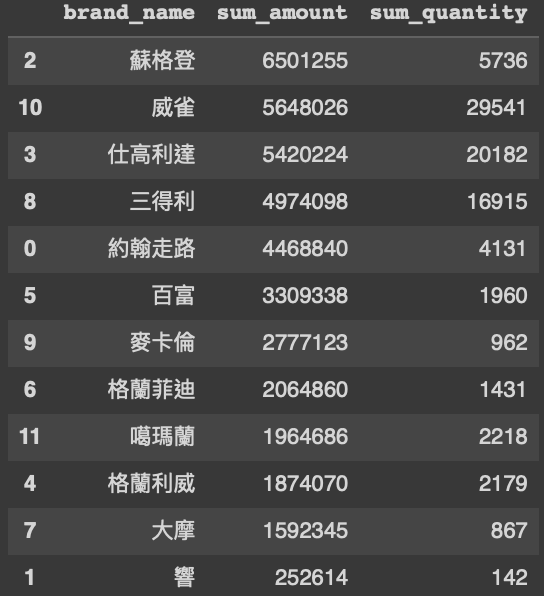 brand_name sum_amount sum_quantity
2 蘇格登 6501255 5736
10 威雀 5648026 29541
3 仕高利達 5420224 20182
8 三得利 4974098 16915
0 約翰走路 4468840 4131
5 百富 3309338 1960
9 麥卡倫 2777123 962
6 格蘭菲迪 2064860 1431
11 噶瑪蘭 1964686 2218
4 格蘭利威 1874070 2179
7 大摩 1592345 867
1 響 252614 142